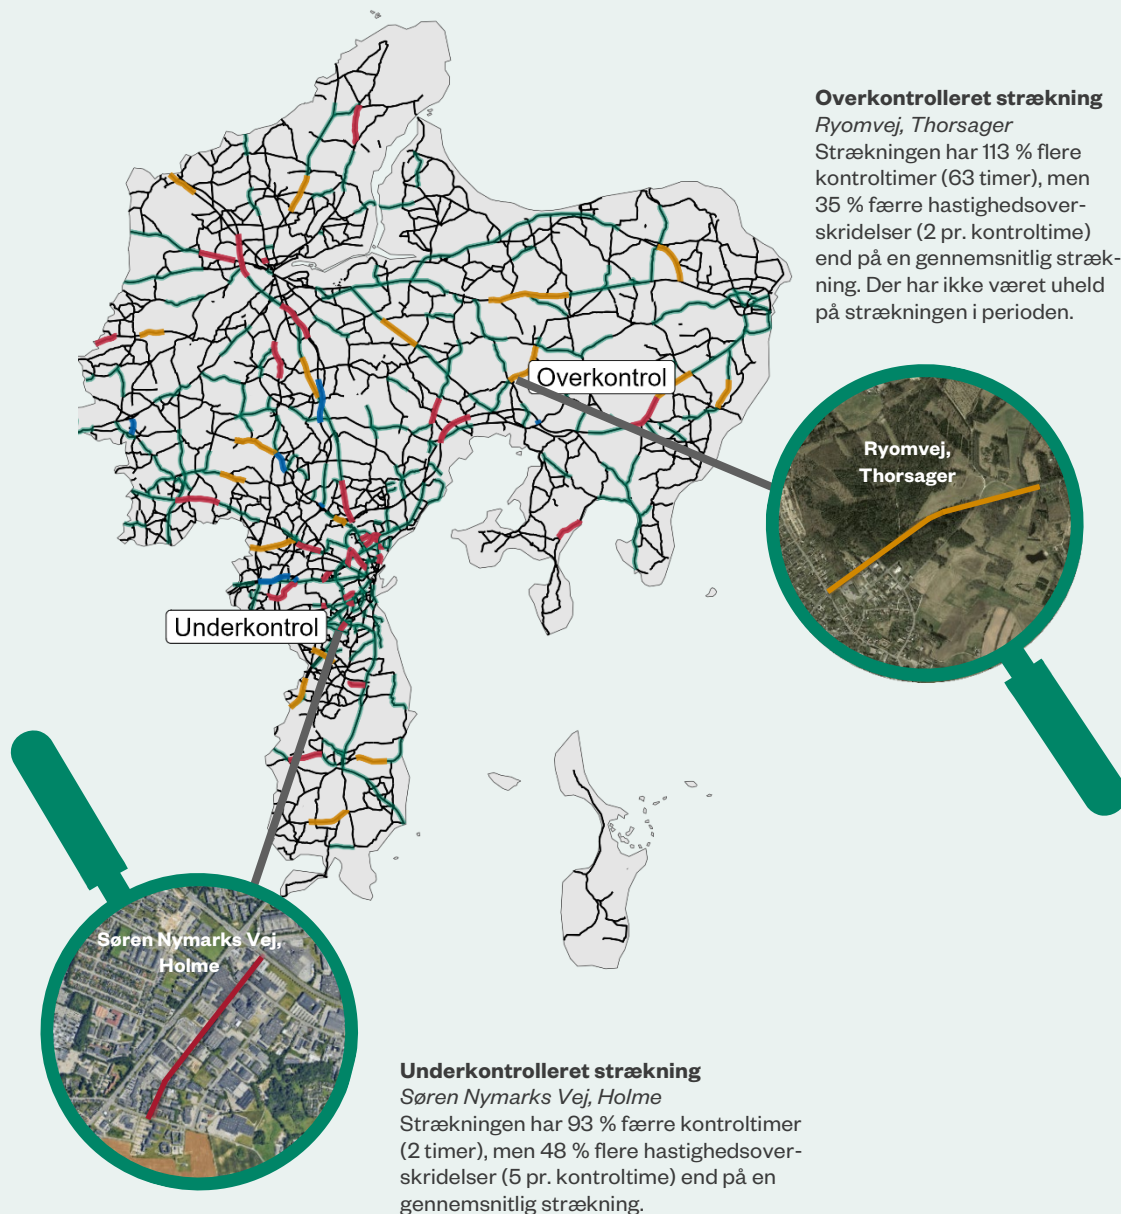 Overkontrolleret strækning
Ryomvej, Thorsager
Strækningen har 113 % flere
kontroltimer (63 timer), men
35 % færre hastighedsover-
skridelser (2 pr. kontroltime)
end på en gennemsnitlig stræk-
ning. Der har ikke været uheld
på strækningen i perioden.
Overkontrol
Ryomvej,
Thorsager
Underkontrol
Søren Nymarks Vej,
Holme
Underkontrolleret strækning
Søren Nymarks Vej, Holme
Strækningen har 93 % færre kontroltimer
(2 timer), men 48 % flere hastighedsover-
skridelser (5 pr. kontroltime) end på en
gennemsnitlig strækning.